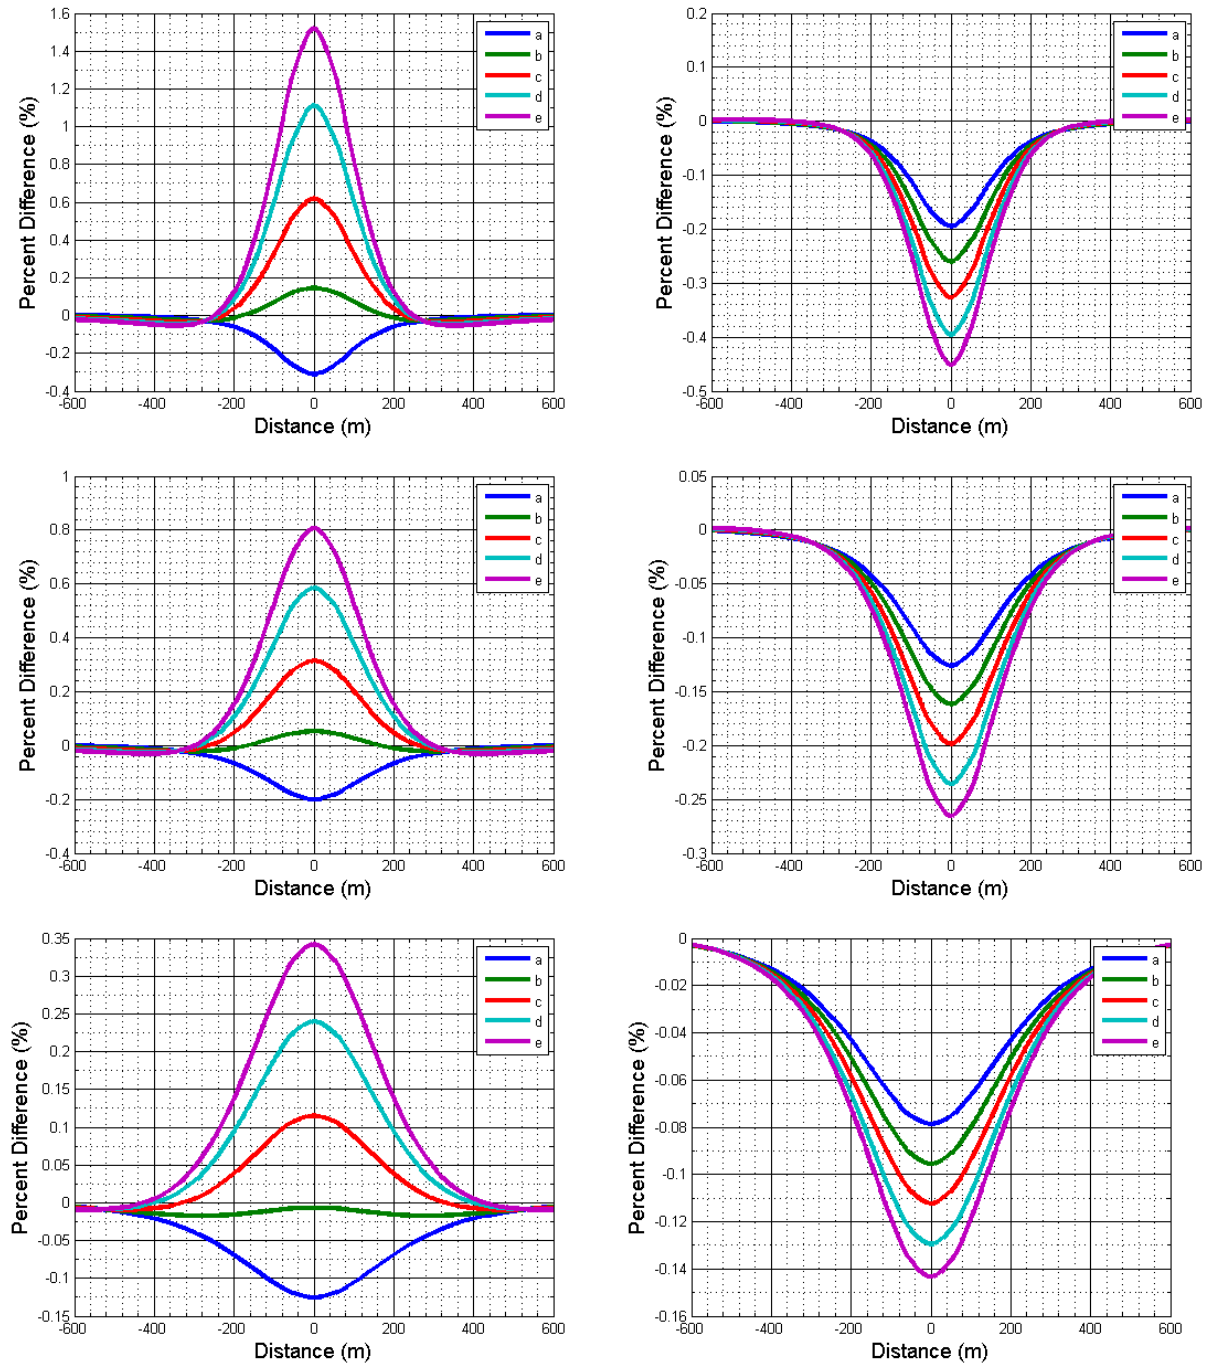 1.6
1.4
1.2
1
0.8
0.6
0.4
0.2
0
-0.2
-0.4
-600 -400 -200 0 200 400 600
Percent Difference (%)
Distance (m)
a
b
c
d
e
0.2
0.1
0
-0.1
-0.2
-0.3
-0.4
-0.5
-600 -400 -200 0 200 400 600
Percent Difference (%)
Distance (m)
a
b
c
d
e
1
0.8
0.6
0.4
0.2
0
-0.2
-0.4
-600 -400 -200 0 200 400 600
Percent Difference (%)
Distance (m)
a
b
c
d
e
0.05
0
-0.05
-0.1
-0.15
-0.2
-0.25
-0.3
-600 -400 -200 0 200 400 600
Percent Difference (%)
Distance (m)
a
b
c
d
e
0.35
0.3
0.25
0.2
0.15
0.1
0.05
0
-0.05
-0.1
0.15
-600 -400 -200 0 200 400 600
Percent Difference (%)
Distance (m)
a
b
c
d
e
0
-0.02
-0.04
-0.06
-0.08
-0.1
-0.12
-0.14
-0.16
-600 -400 -200 0 200 400 600
Percent Difference (%)
Distance (m)
a
b
c
d
e